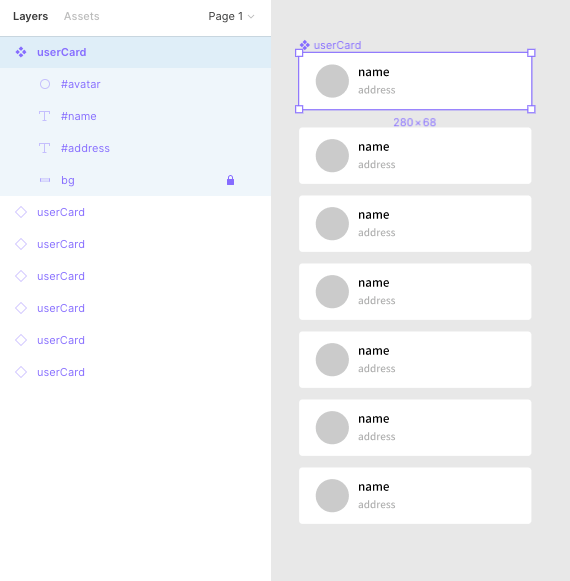 Layers Assets Page 1
userCard
#avatar
#name
#address
bg
userCard
userCard
userCard
userCard
userCard
userCard
userCard
name
address
280 × 68
name
address
name
address
name
address
name
address
name
address
name
address